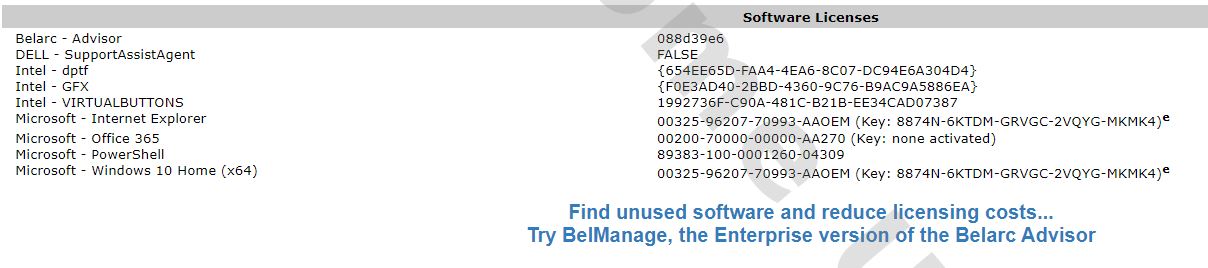 Software Licenses
Belarc - Advisor 088d39e6
DELL - SupportAssistAgent FALSE
Intel - dptf {654EE65D-FAA4-4EA6-8C07-DC94E6A304D4}
Intel - GFX {F0E3AD40-2BBD-4360-9C76-B9AC9A5886EA}
Intel - VIRTUALBUTTONS 1992736F-C90A-481C-B21B-EE34CAD07387
Microsoft - Internet Explorer 00325-96207-70993-AAOEM (Key: 8874N-6KTDM-GRVGC-2VQYG-MKMK4)e
Microsoft - Office 365 00200-70000-00000-AA270 (Key: none activated)
Microsoft - PowerShell 89383-100-0001260-04309
Microsoft - Windows 10 Home (x64) 00325-96207-70993-AAOEM (Key: 8874N-6KTDM-GRVGC-2VQYG-MKMK4)e
Find unused software and reduce licensing costs...
Try BelManage, the Enterprise version of the Belarc Advisor